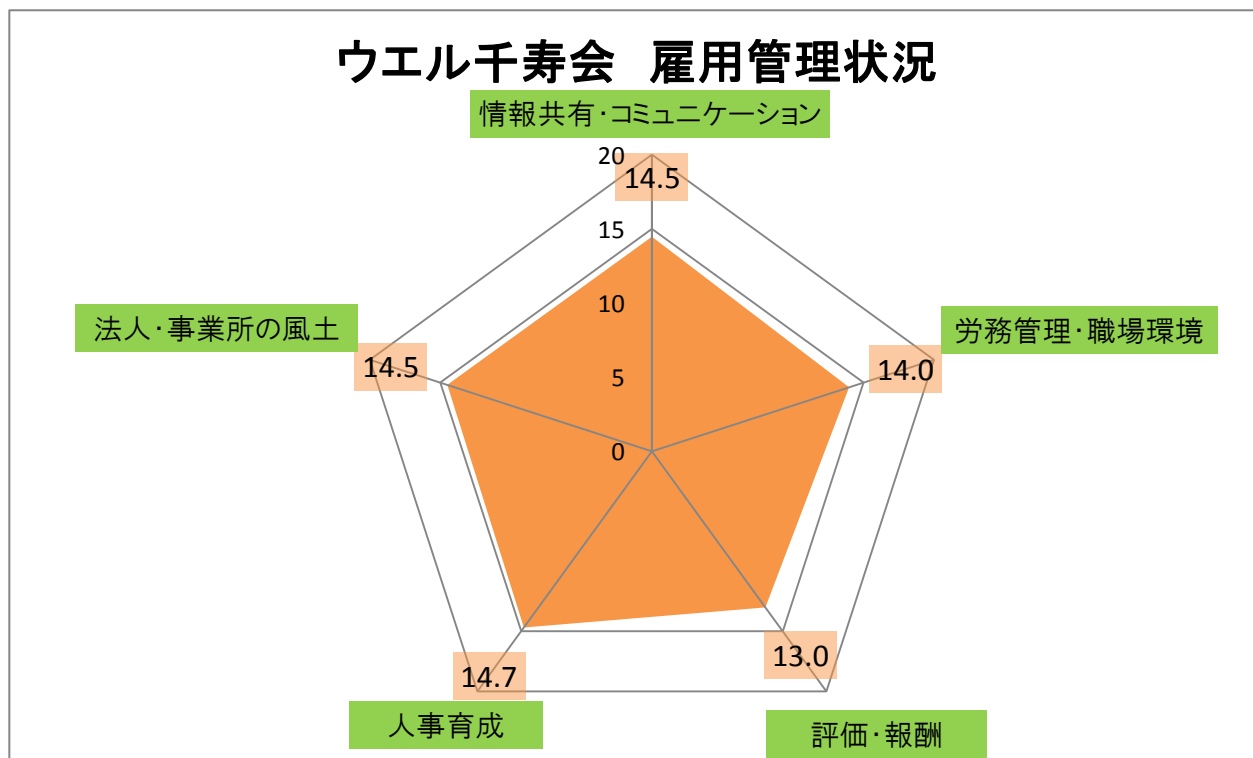 ウエル千寿会　雇用管理状況
情報共有･コミュニケーション
20
14.5
15
10
5
0
法人･事業所の風土
14.5
労務管理･職場環境
14.0
14.7
13.0
人事育成
評価･報酬